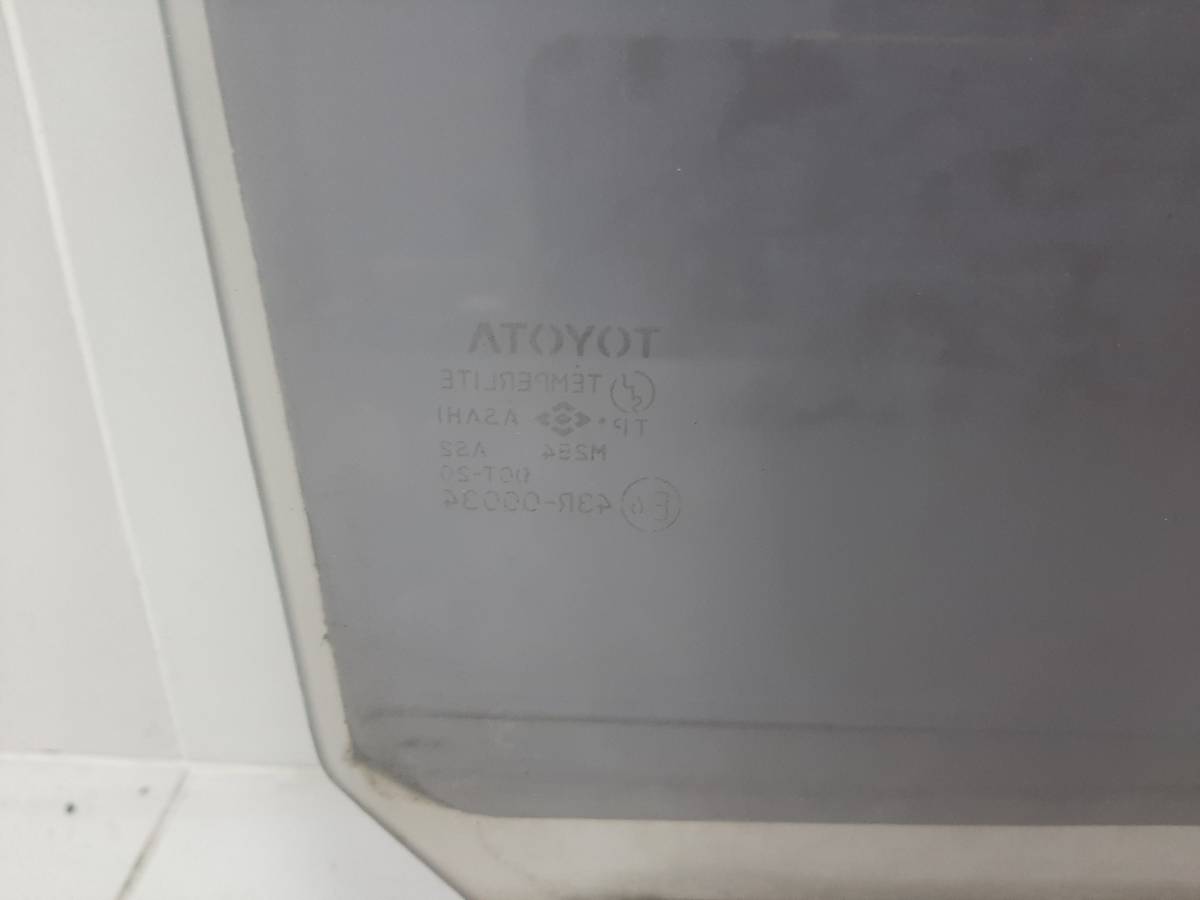 TOYOTA
TEMPERLITE
TP• ASAHI
M284 AS2
DOT-20
E6 43R-00034